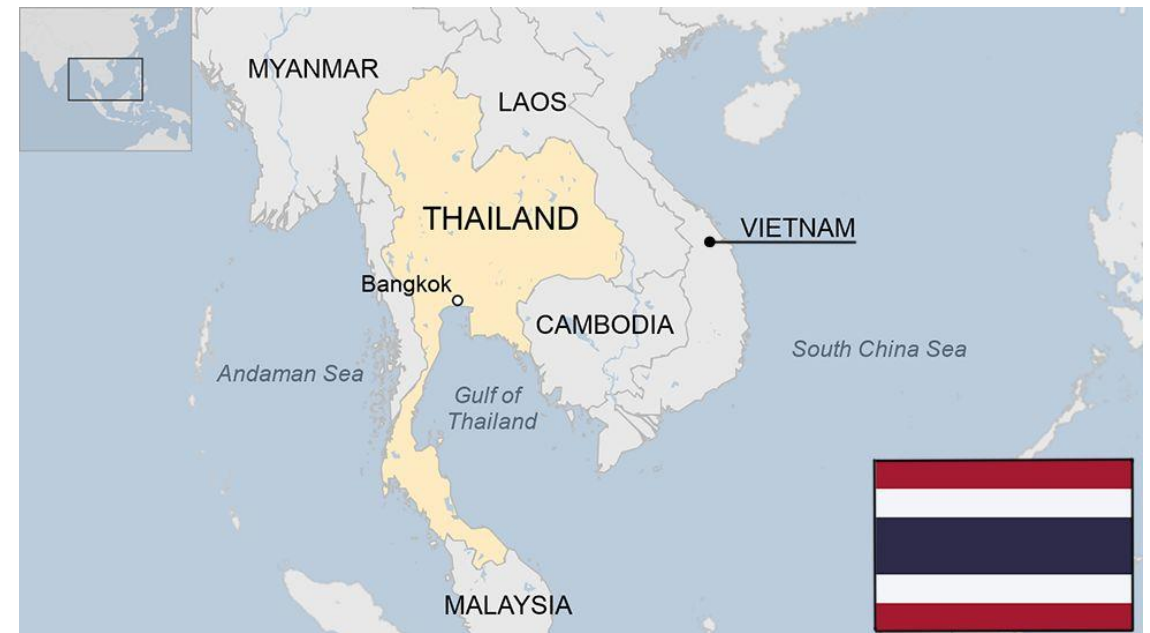 MYANMAR
LAOS
THAILAND
VIETNAM
Bangkok
CAMBODIA
South China Sea
Andaman Sea
Gulf of
Thailand
MALAYSIA